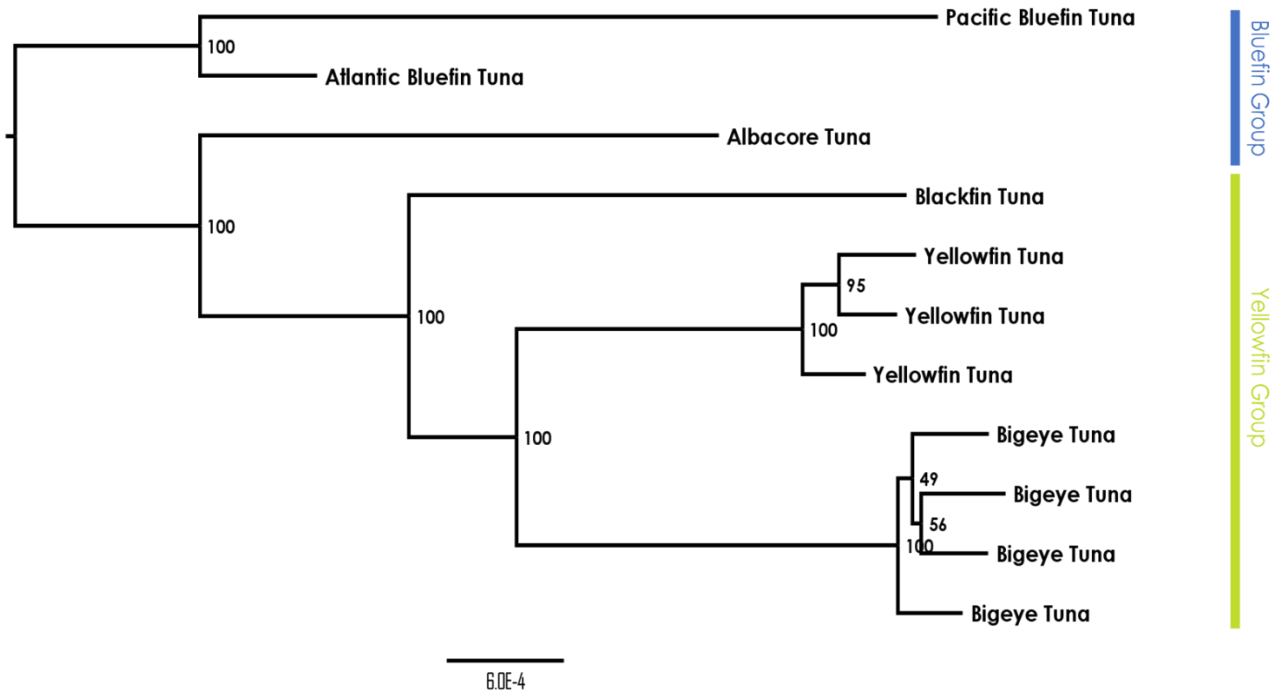 Pacific Bluefin Tuna
100
Atlantic Bluefin Tuna
Albacore Tuna
100
Blackfin Tuna
Yellowfin Tuna
95
Yellowfin Tuna
100
100
Yellowfin Tuna
Bigeye Tuna
100
49
Bigeye Tuna
56
100
Bigeye Tuna
Bigeye Tuna
6.0E-4
Bluefin Group
Yellowfin Group